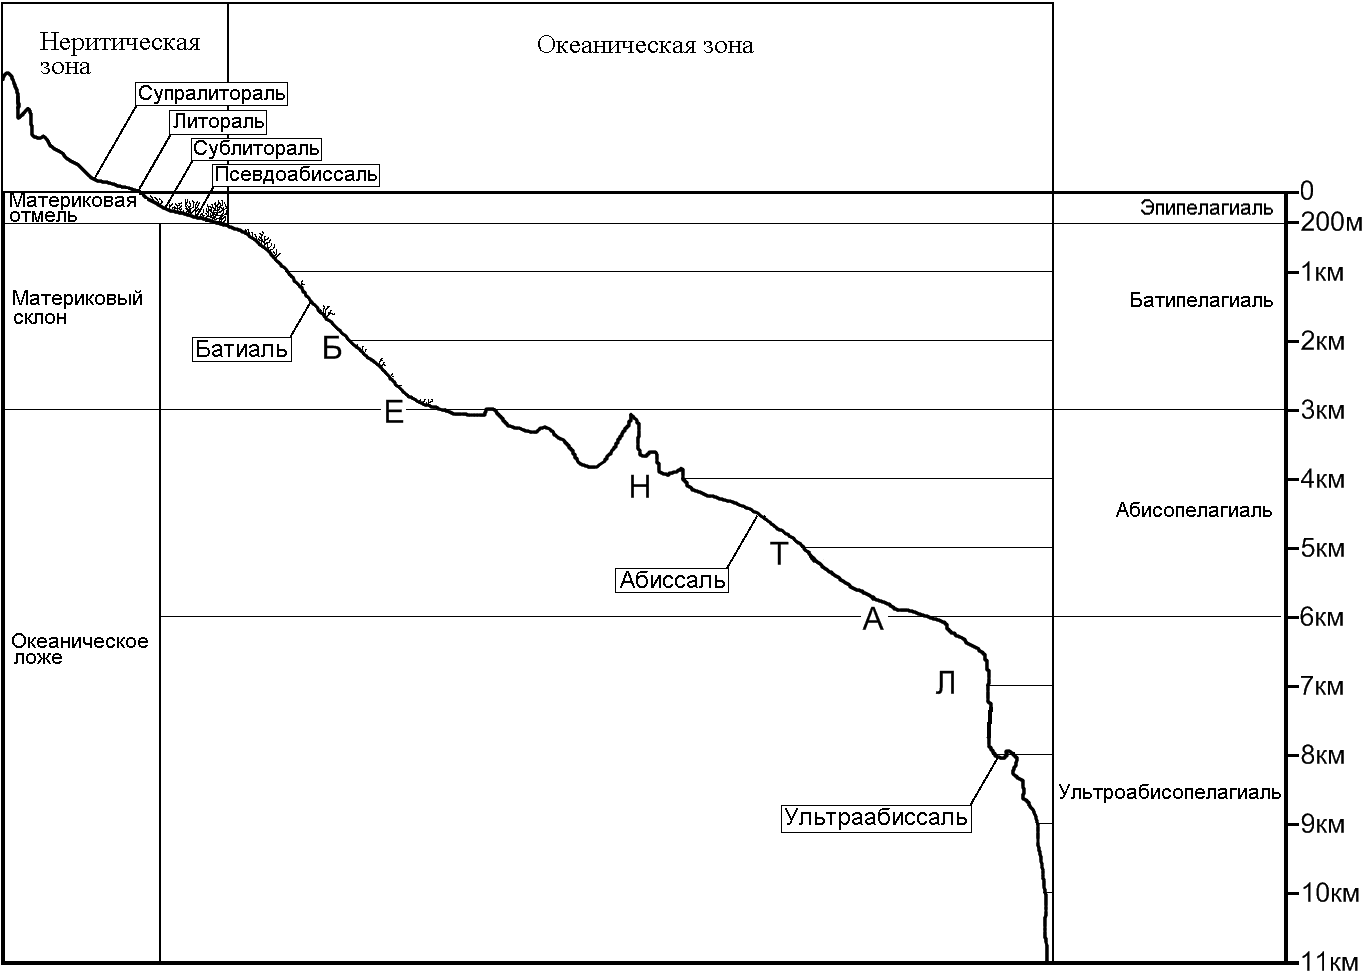 Неритическая
зона
Океаническая зона
Супралитораль
Литораль
Сублитораль
Псевдоабиссаль
Материковая
отмель
0
Эпипелагиаль
200м
1км
Материковый
склон
Батипелагиаль
Батиаль
Б
2км
Е
3км
Н
4км
Абисопелагиаль
Т
5км
Абиссаль
А
6км
Океаническое
ложе
Л
7км
8км
Ультроабисопелагиаль
Ультраабиссаль
9км
10км
11км